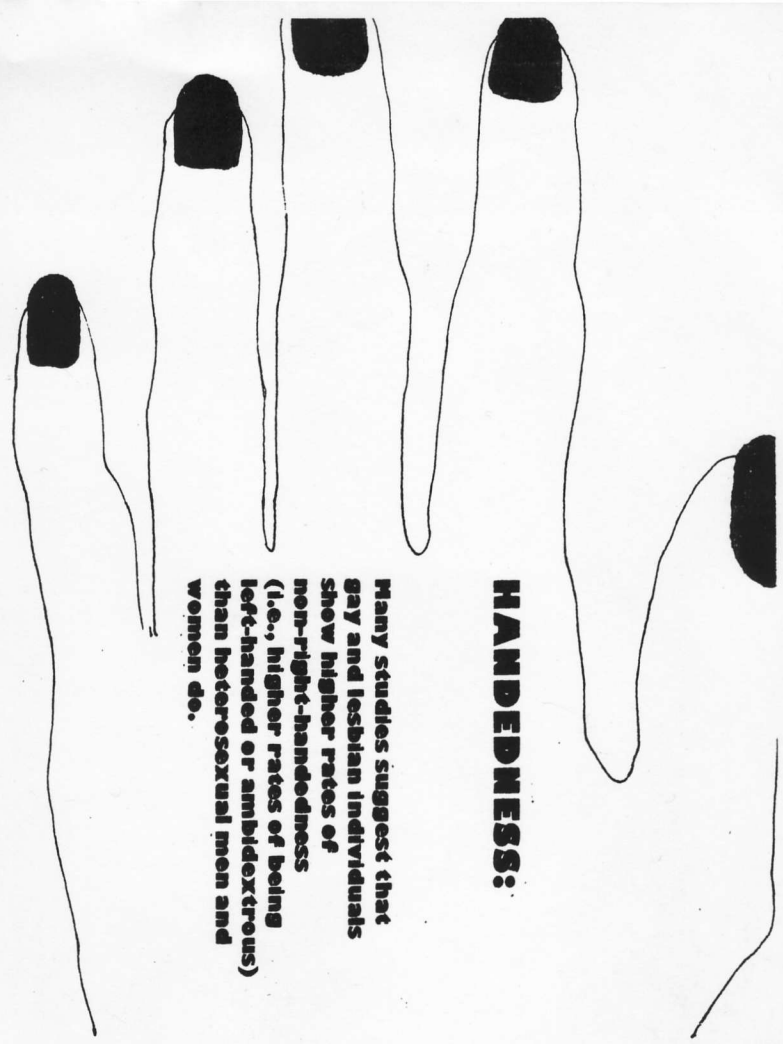 HANDEDNESS:
Many studies suggest that
gay and lesbian individuals
show higher rates of
non-right-handedness
(i.e., higher rates of being
left-handed or ambidextrous)
than heterosexual men and
women do.